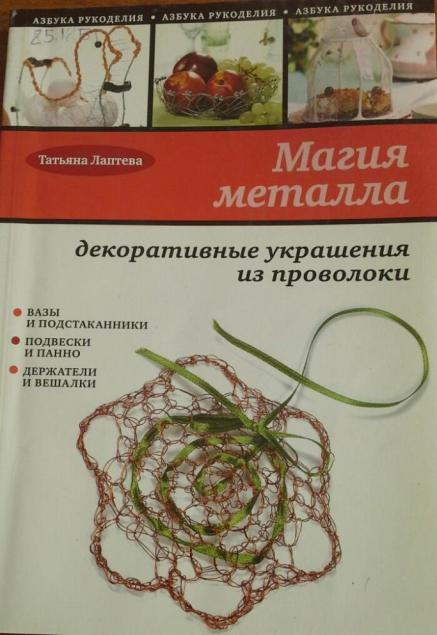 АЗБУКА РУКОДЕЛИЯ • АЗБУКА РУКОДЕЛИЯ • АЗБУКА РУКОДЕЛИЯ
Татьяна Лаптева
Магия
металла
декоративные украшения
из проволоки
• ВАЗЫ
И ПОДСТАКАННИКИ
• ПОДВЕСКИ
И ПАННО
• ДЕРЖАТЕЛИ
И ВЕШАЛКИ